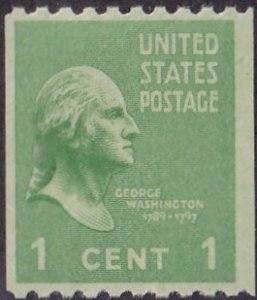 UNITED
STATES
POSTAGE
GEORGE
WASHINGTON
1789-1797
1 CENT 1